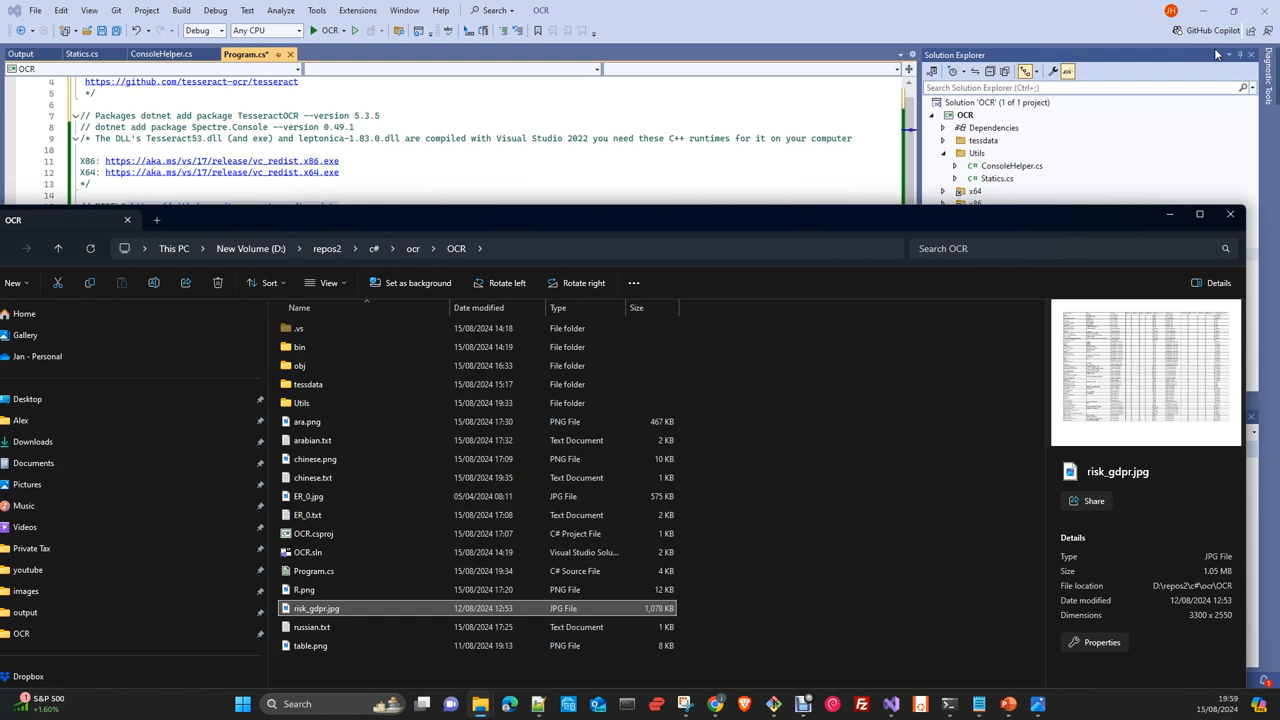 File Edit View Git Project Build Debug Test Analyze Tools Extensions Window Help Search OCR JH
Debug Any CPU OCR GitHub Copilot
Output Statics.cs ConsoleHelper.cs Program.cs*
OCR
4 https://github.com/tesseract-ocr/tesseract
5 */
6
7 // Packages dotnet add package TesseractOCR --version 5.3.5
8 // dotnet add package Spectre.Console --version 0.49.1
9 /* The DLL's Tesseract53.dll (and exe) and leptonica-1.83.0.dll are compiled with Visual Studio 2022 you need these C++ runtimes for it on your computer
10
11 X86: https://aka.ms/vs/17/release/vc_redist.x86.exe
12 X64: https://aka.ms/vs/17/release/vc_redist.x64.exe
13 */
14
Solution Explorer
Search Solution Explorer (Ctrl+;)
Solution 'OCR' (1 of 1 project)
OCR
Dependencies
tessdata
Utils
ConsoleHelper.cs
Statics.cs
x64
x86
Diagnostic Tools
OCR
This PC New Volume (D:) repos2 c# ocr OCR
Search OCR
New Sort View Set as background Rotate left Rotate right Details
Home
Gallery
Jan - Personal
Desktop
Alex
Downloads
Documents
Pictures
Music
Videos
Private Tax
youtube
images
output
OCR
Dropbox
Name Date modified Type Size
.vs 15/08/2024 14:18 File folder
bin 15/08/2024 14:19 File folder
obj 15/08/2024 16:33 File folder
tessdata 15/08/2024 15:17 File folder
Utils 15/08/2024 19:33 File folder
ara.png 15/08/2024 17:30 PNG File 467 KB
arabian.txt 15/08/2024 17:32 Text Document 2 KB
chinese.png 15/08/2024 17:09 PNG File 10 KB
chinese.txt 15/08/2024 19:35 Text Document 1 KB
ER_0.jpg 05/04/2024 08:11 JPG File 575 KB
ER_0.txt 15/08/2024 17:08 Text Document 2 KB
OCR.csproj 15/08/2024 17:07 C# Project File 1 KB
OCR.sln 15/08/2024 14:19 Visual Studio Solu... 2 KB
Program.cs 15/08/2024 19:34 C# Source File 4 KB
R.png 15/08/2024 17:20 PNG File 12 KB
risk_gdpr.jpg 12/08/2024 12:53 JPG File 1,078 KB
russian.txt 15/08/2024 17:25 Text Document 1 KB
table.png 11/08/2024 19:13 PNG File 8 KB
risk_gdpr.jpg
Share
Details
Type JPG File
Size 1.05 MB
File location D:\repos2\c#\ocr\OCR
Date modified 12/08/2024 12:53
Dimensions 3300 x 2550
Properties
S&P 500
+1.60%
Search
19:59
15/08/2024